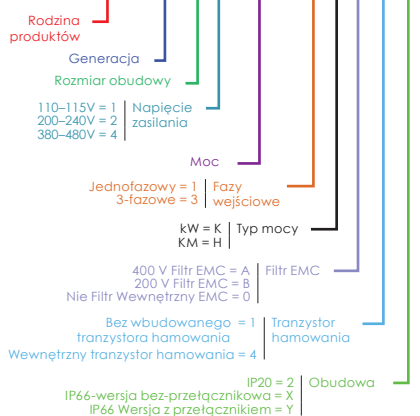 Rodzina
produktów
Generacja
Rozmiar obudowy
110–115V = 1
200–240V = 2
380–480V = 4
Napięcie
zasilania
Moc
Jednofazowy = 1
3-fazowe = 3
Fazy
wejściowe
kW = K
KM = H
Typ mocy
400 V Filtr EMC = A
200 V Filtr EMC = B
Nie Filtr Wewnętrzny EMC = 0
Filtr EMC
Bez wbudowanego = 1
tranzystora hamowania
Wewnętrzny tranzystor hamowania = 4
Tranzystor
hamowania
IP20 = 2
IP66-wersja bez-przełącznikowa = X
IP66 Wersja z przełącznikiem = Y
Obudowa